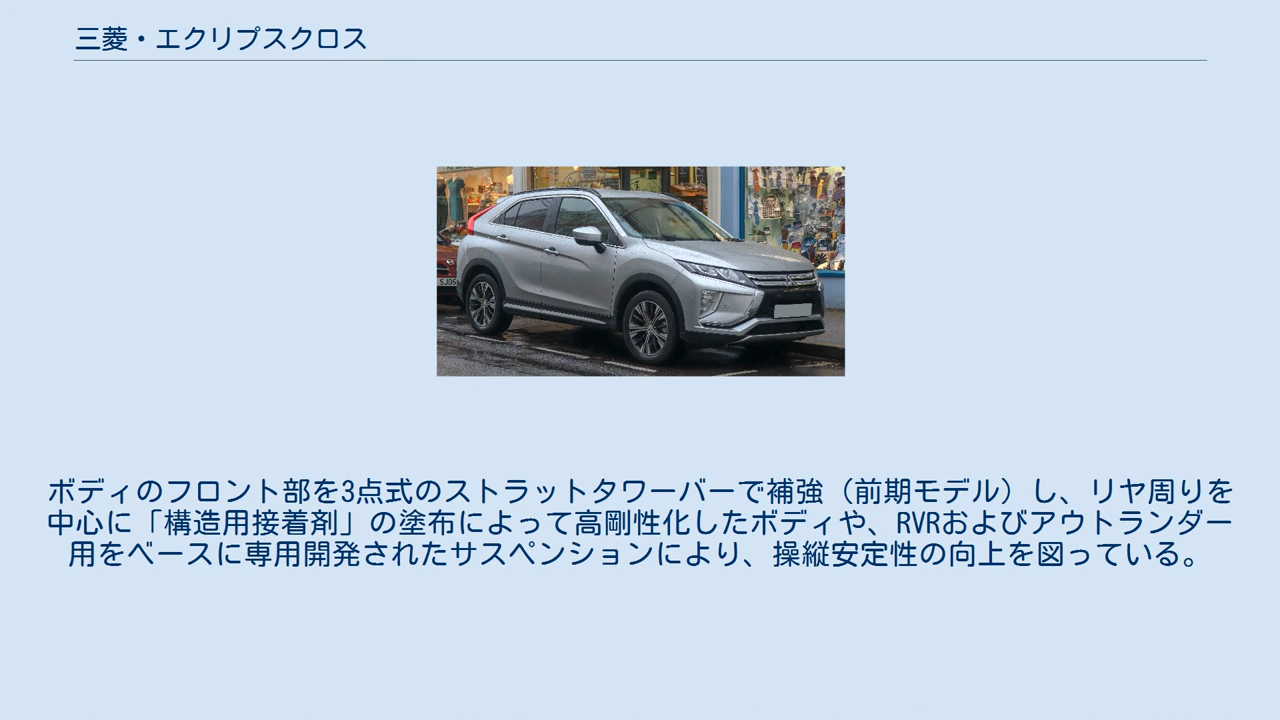 三菱・エクリプスクロス
ボディのフロント部を3点式のストラットタワーバーで補強（前期モデル）し、リヤ周りを
中心に「構造用接着剤」の塗布によって高剛性化したボディや、RVRおよびアウトランダー
用をベースに専用開発されたサスペンションにより、操縦安定性の向上を図っている。